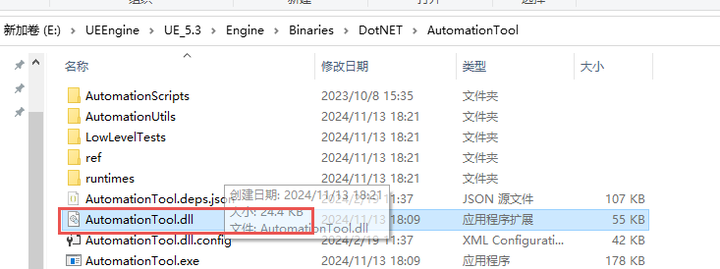 新加卷 (E:) > UEEngine > UE_5.3 > Engine > Binaries > DotNET > AutomationTool
名称 修改日期 类型 大小
AutomationScripts 2023/10/8 15:35 文件夹
AutomationUtils 2024/11/13 18:21 文件夹
LowLevelTests 2024/11/13 18:21 文件夹
ref 2024/11/13 18:21 文件夹
runtimes 2024/11/13 18:21 文件夹
AutomationTool.deps.json 11:37 JSON 源文件 107 KB
创建日期: 2024/11/13 18:21
AutomationTool.dll 18:09 应用程序扩展 55 KB
大小: 24.4 KB
文件: AutomationTool.dll
AutomationTool.dll.config 2024/2/19 11:37 XML Configuratio... 42 KB
AutomationTool.exe 2024/11/13 18:09 应用程序 178 KB